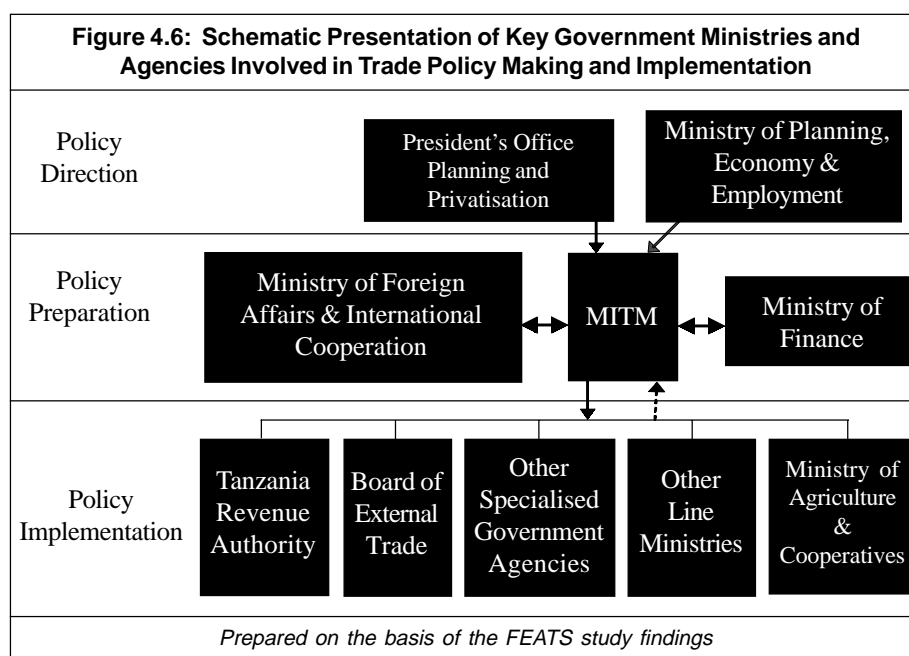 Figure 4.6: Schematic Presentation of Key Government Ministries and
Agencies Involved in Trade Policy Making and Implementation
Policy
Direction
President's Office
Planning and
Privatisation
Ministry of Planning,
Economy &
Employment
Policy
Preparation
Ministry of Foreign
Affairs & International
Cooperation
MITM
Ministry of
Finance
Policy
Implementation
Tanzania
Revenue
Authority
Board of
External
Trade
Other
Specialised
Government
Agencies
Other
Line
Ministries
Ministry of
Agriculture
&
Cooperatives
Prepared on the basis of the FEATS study findings